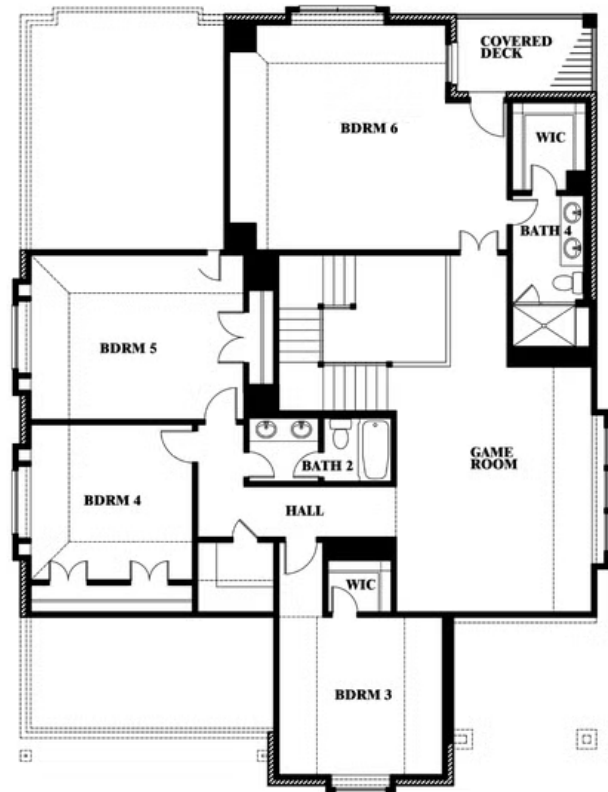 COVERED
DECK
BDRM 6
WIC
BATH 4
BDRM 5
GAME
ROOM
BATH 2
BDRM 4
HALL
WIC
BDRM 3